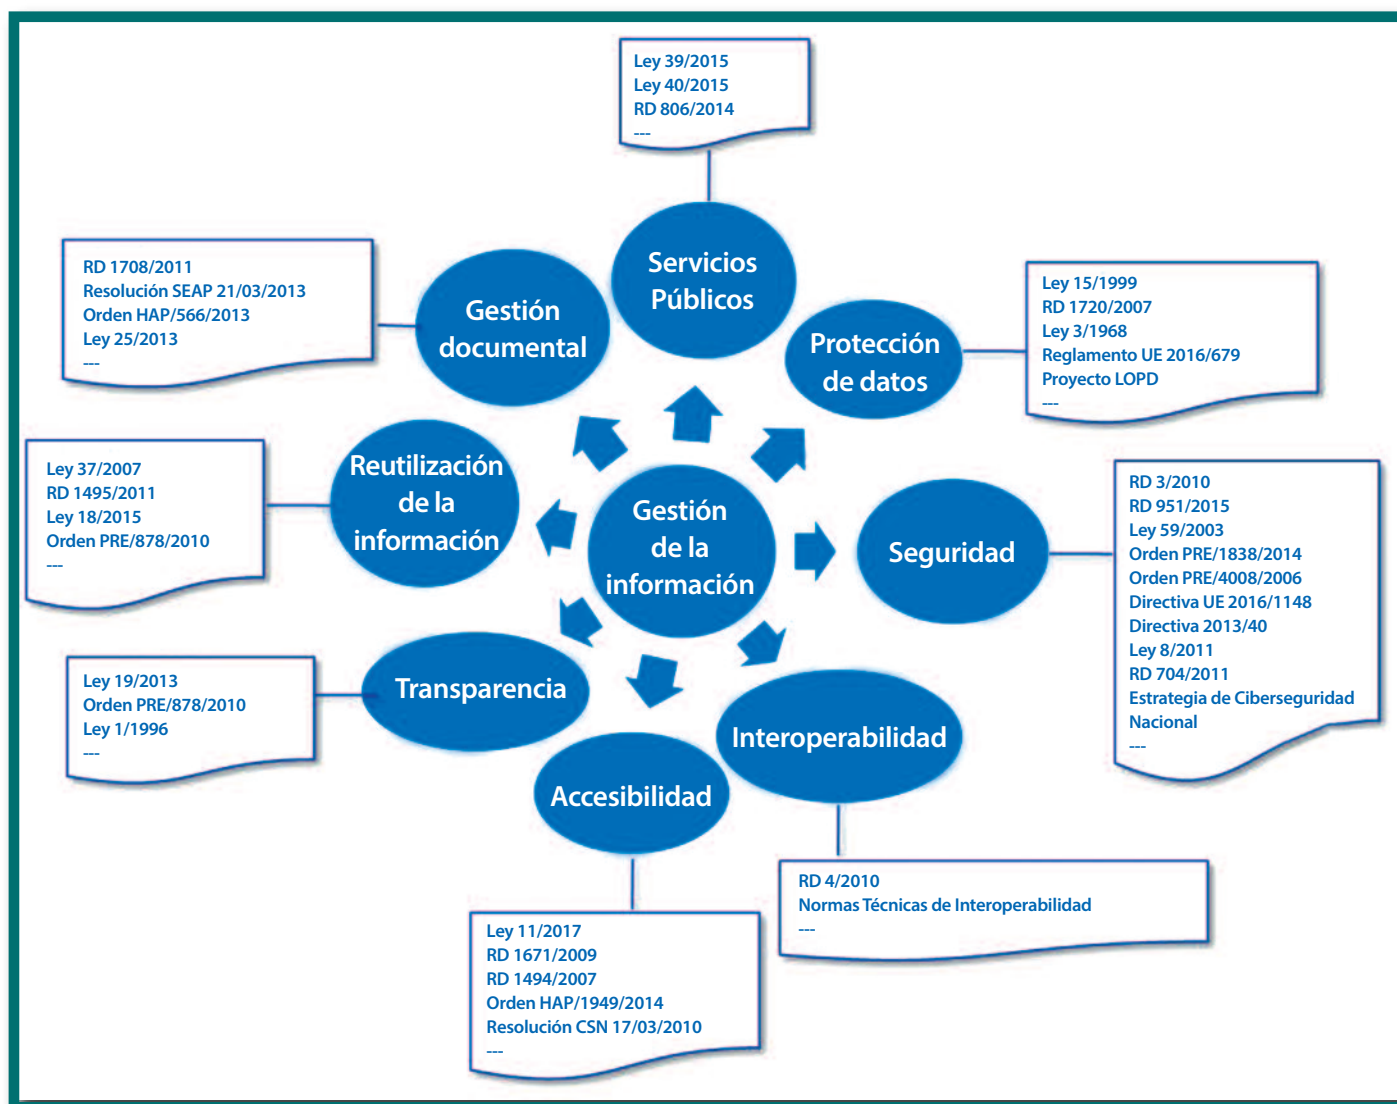 Ley 39/2015
Ley 40/2015
RD 806/2014
---
Servicios
Públicos
RD 1708/2011
Resolución SEAP 21/03/2013
Orden HAP/566/2013
Ley 25/2013
---
Gestión
documental
Ley 15/1999
RD 1720/2007
Ley 3/1968
Reglamento UE 2016/679
Proyecto LOPD
---
Protección
de datos
Ley 37/2007
RD 1495/2011
Ley 18/2015
Orden PRE/878/2010
---
Reutilización
de la
información
Gestión
de la
información
Seguridad
RD 3/2010
RD 951/2015
Ley 59/2003
Orden PRE/1838/2014
Orden PRE/4008/2006
Directiva UE 2016/1148
Directiva 2013/40
Ley 8/2011
RD 704/2011
Estrategia de Ciberseguridad
Nacional
---
Ley 19/2013
Orden PRE/878/2010
Ley 1/1996
---
Transparencia
Interoperabilidad
Accesibilidad
RD 4/2010
Normas Técnicas de Interoperabilidad
---
Ley 11/2017
RD 1671/2009
RD 1494/2007
Orden HAP/1949/2014
Resolución CSN 17/03/2010
---